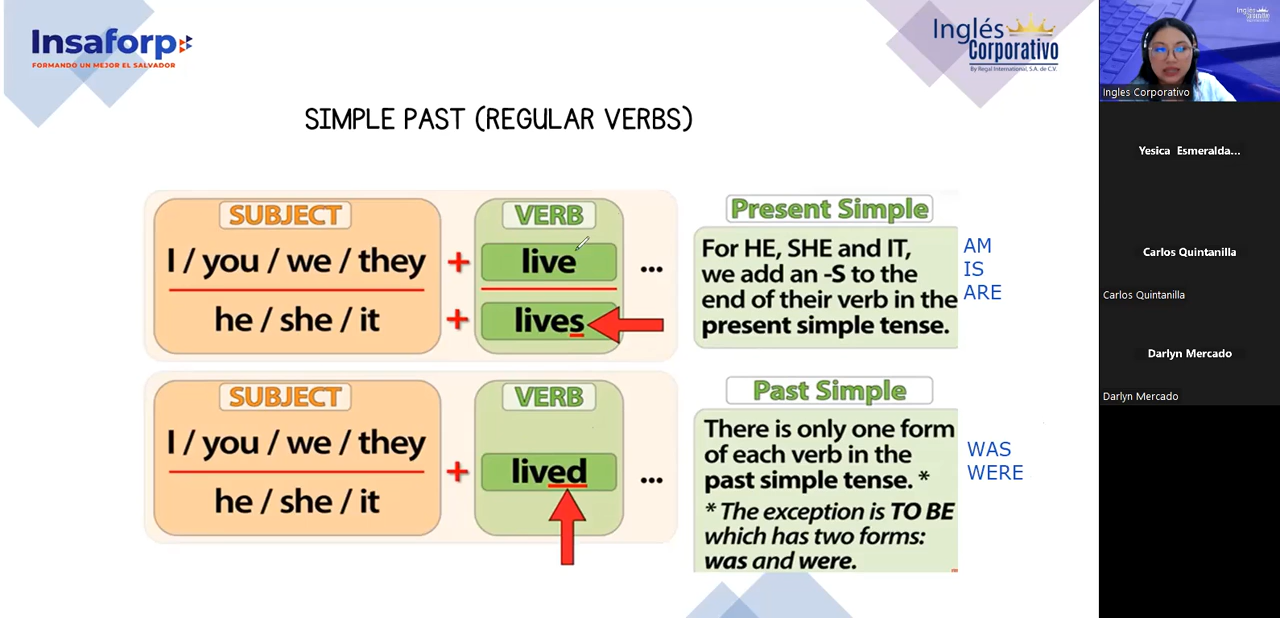 Insaforp
FORMANDO UN MEJOR EL SALVADOR
Inglés
Corporativo
By Regal International, S.A. de C.V.
SIMPLE PAST (REGULAR VERBS)
SUBJECT
I / you / we / they
he / she / it
+
+
VERB
live
lives
...
Present Simple
For HE, SHE and IT,
we add an -S to the
end of their verb in the
present simple tense.
AM
IS
ARE
SUBJECT
I / you / we / they
he / she / it
+
VERB
lived
...
Past Simple
There is only one form
of each verb in the
past simple tense. *
* The exception is TO BE
which has two forms:
was and were.
WAS
WERE
Inglés
Ingles Corporativo
Yesica Esmeralda...
Carlos Quintanilla
Carlos Quintanilla
Darlyn Mercado
Darlyn Mercado